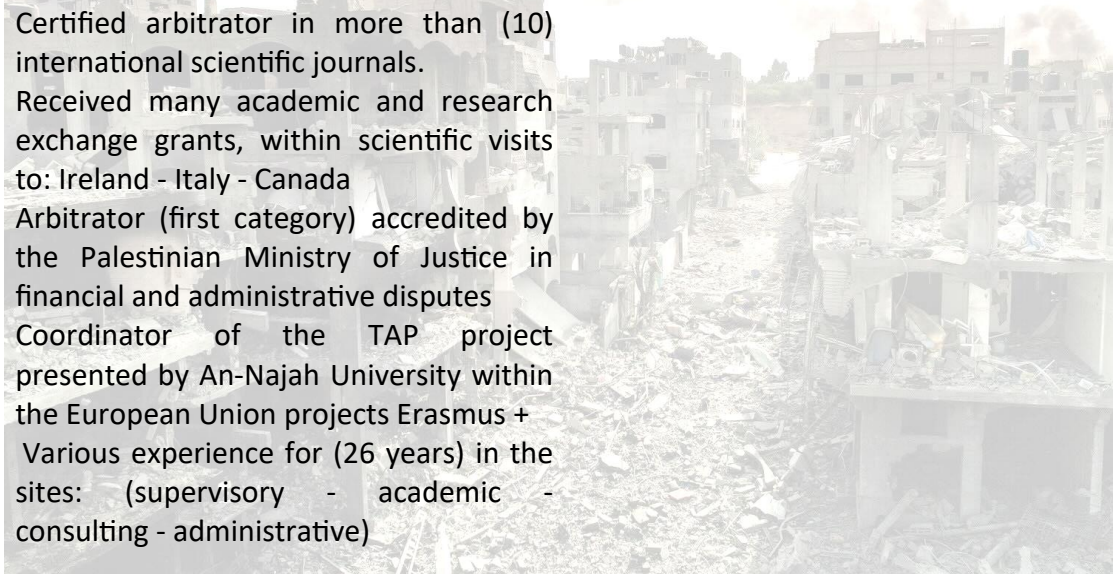 Certified arbitrator in more than (10)
international scientific journals.
Received many academic and research
exchange grants, within scientific visits
to: Ireland - Italy - Canada
Arbitrator (first category) accredited by
the Palestinian Ministry of Justice in
financial and administrative disputes
Coordinator of the TAP project
presented by An-Najah University within
the European Union projects Erasmus +
Various experience for (26 years) in the
sites: (supervisory - academic -
consulting - administrative)